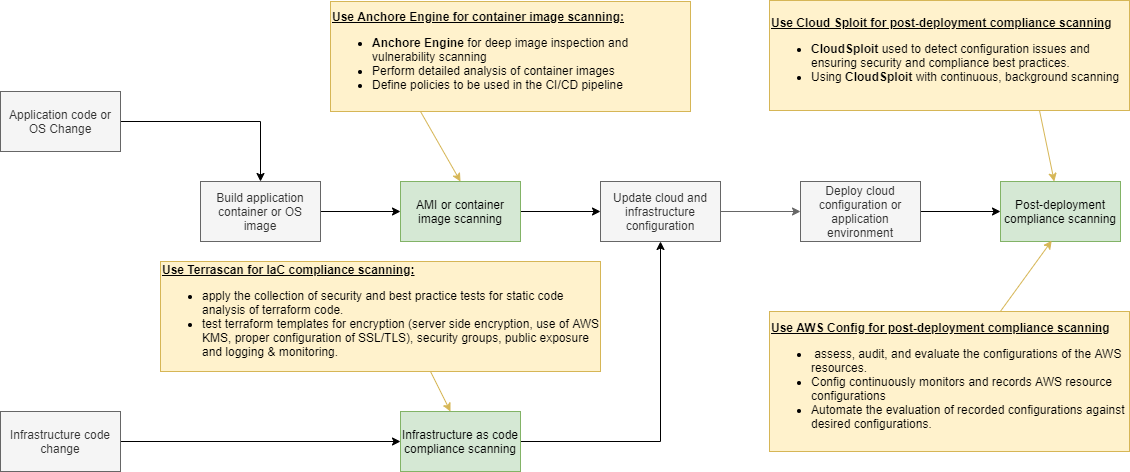 Use Anchore Engine for container image scanning:
Anchore Engine for deep image inspection and
vulnerability scanning
Perform detailed analysis of container images
Define policies to be used in the CI/CD pipeline
Use Cloud Sploit for post-deployment compliance scanning
CloudSploit used to detect configuration issues and
ensuring security and compliance best practices.
Using CloudSploit with continuous, background scanning
Application code or
OS Change
Build application
container or OS
image
AMI or container
image scanning
Update cloud and
infrastructure
configuration
Deploy cloud
configuration or
application
environment
Post-deployment
compliance scanning
Use Terrascan for IaC compliance scanning:
apply the collection of security and best practice tests for static code
analysis of terraform code.
test terraform templates for encryption (server side encryption, use of AWS
KMS, proper configuration of SSL/TLS), security groups, public exposure
and logging & monitoring.
Use AWS Config for post-deployment compliance scanning
assess, audit, and evaluate the configurations of the AWS
resources.
Config continuously monitors and records AWS resource
configurations
Automate the evaluation of recorded configurations against
desired configurations.
Infrastructure code
change
Infrastructure as code
compliance scanning